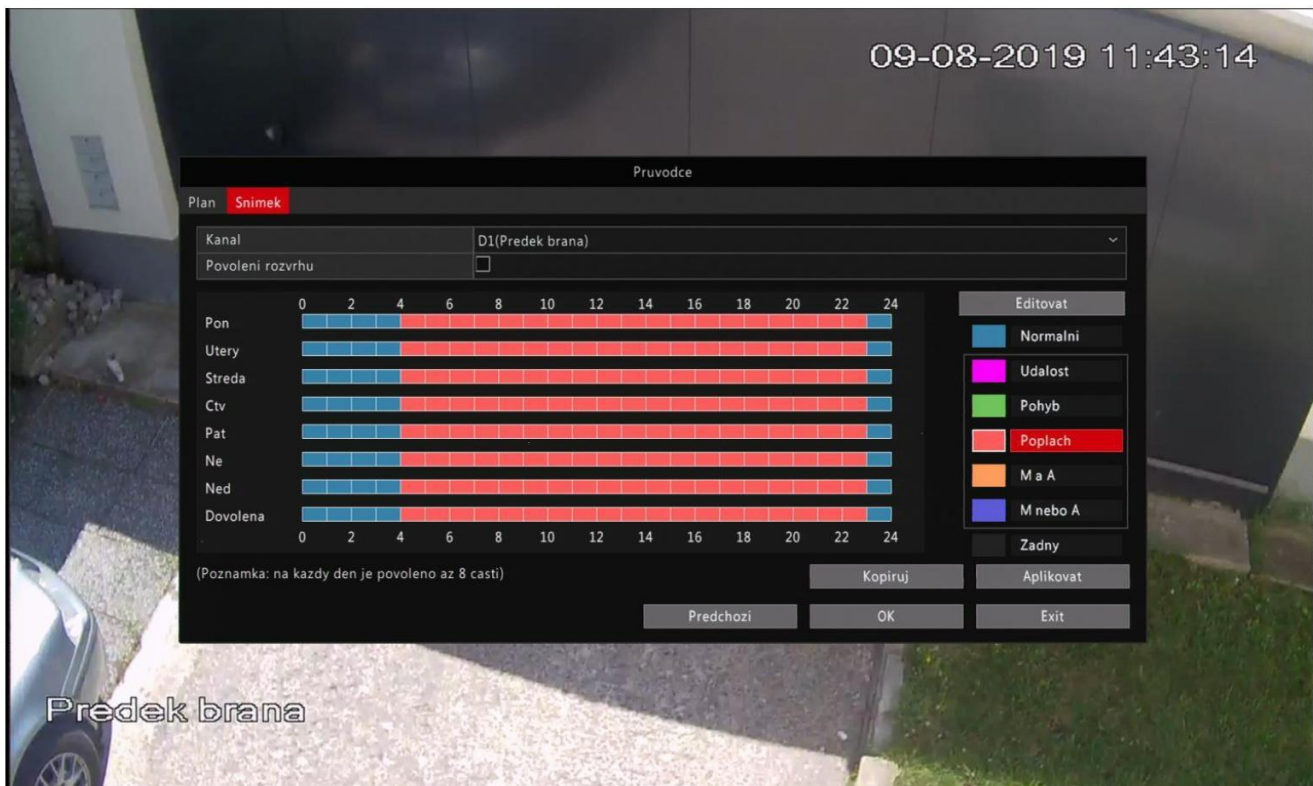 09-08-2019 11:43:14
Pruvodce
Plan Snimek
Kanal D1(Predek brana)
Povoleni rozvrhu
0 2 4 6 8 10 12 14 16 18 20 22 24
Editovat
Pon
Normalni
Utery
Streda
Udalost
Ctv
Pohyb
Pat
Poplach
Ne
Ned
M a A
Dovolena
M nebo A
0 2 4 6 8 10 12 14 16 18 20 22 24
Zadny
(Poznamka: na kazdy den je povoleno az 8 casti)
Kopiruj Aplikovat
Predchozi OK Exit
Predek brana